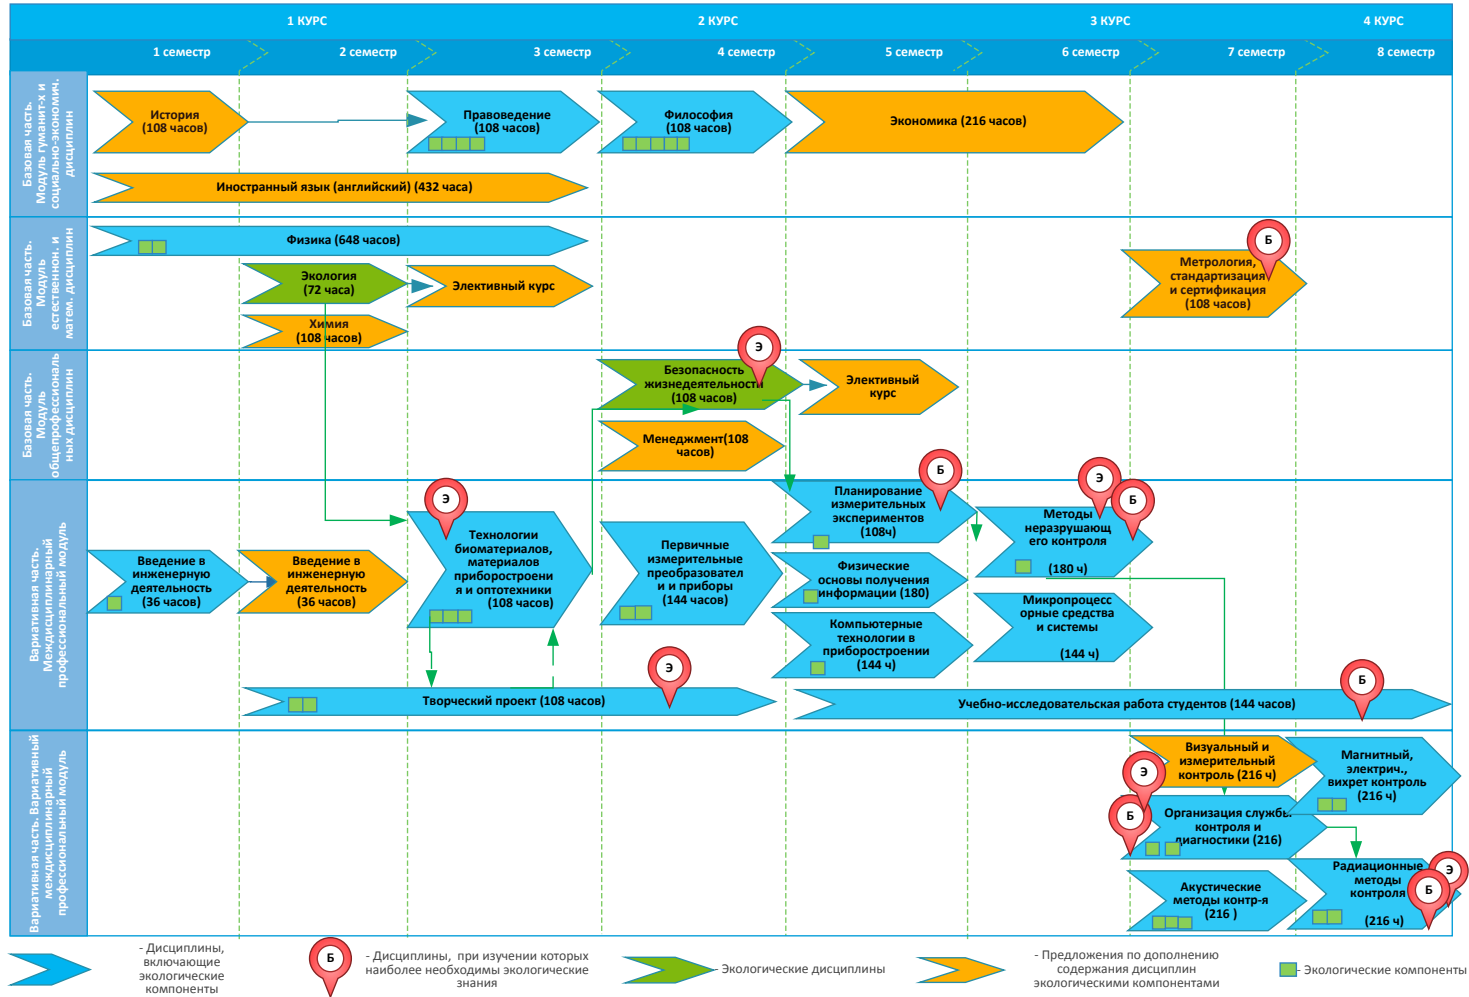 1 КУРС
2 КУРС
3 КУРС
4 КУРС
1 семестр
2 семестр
3 семестр
4 семестр
5 семестр
6 семестр
7 семестр
8 семестр
Базовая часть.
Модуль гуманит-х и
социально-экономич.
дисциплин
История
(108 часов)
Правоведение
(108 часов)
Философия
(108 часов)
Экономика (216 часов)
Иностранный язык (английский) (432 часа)
Базовая часть.
Модуль
естественнон. и
матем. дисциплин
Физика (648 часов)
Экология
(72 часа)
Элективный курс
Химия
(108 часов)
Б
Метрология,
стандартизация
и сертификация
(108 часов)
Базовая часть.
Модуль
общепрофессиональ
ных дисциплин
Э
Безопасность
жизнедеятельности
(108 часов)
Элективный
курс
Менеджмент(108
часов)
Вариативная часть.
Междисциплинарный
профессиональный модуль
Введение в
инженерную
деятельность
(36 часов)
Введение в
инженерную
деятельность
(36 часов)
Э
Технологии
биоматериалов,
материалов
приборостроени
я и оптотехники
(108 часов)
Первичные
измерительные
преобразовател
и и приборы
(144 часов)
Б
Планирование
измерительных
экспериментов
(108ч)
Физические
основы получения
информации (180)
Компьютерные
технологии в
приборостроении
(144 ч)
Э
Б
Методы
неразрушающ
его контроля
(180 ч)
Микропроцесс
орные средства
и системы
(144 ч)
Э
Творческий проект (108 часов)
Б
Учебно-исследовательская работа студентов (144 часов)
Вариативная часть. Вариативный
междисциплинарный
профессиональный модуль
Визуальный и
измерительный
контроль (216 ч)
Магнитный,
электрич.,
вихрет контроль
(216 ч)
Э
Б
Организация службы
контроля и
диагностики (216)
Акустические
методы контр-я
(216 )
Радиационные
методы
контроля
(216 ч)
Э
Б
- Дисциплины,
включающие
экологические
компоненты
Б
- Дисциплины, при изучении которых
наиболее необходимы экологические
знания
- Экологические дисциплины
- Предложения по дополнению
содержания дисциплин
экологическими компонентами
- Экологические компоненты